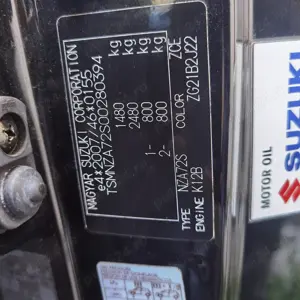 MAGYAR SUZUKI CORPORATION
e4*2007/46*0155
TSMNZA72S00280394
1480 kg
2480 kg
1- 800 kg
2- 800 kg
TYPE NZA72S COLOR ZCE
ENGINE K12B ZG21B2J22
SUZUKI
MOTOR OIL